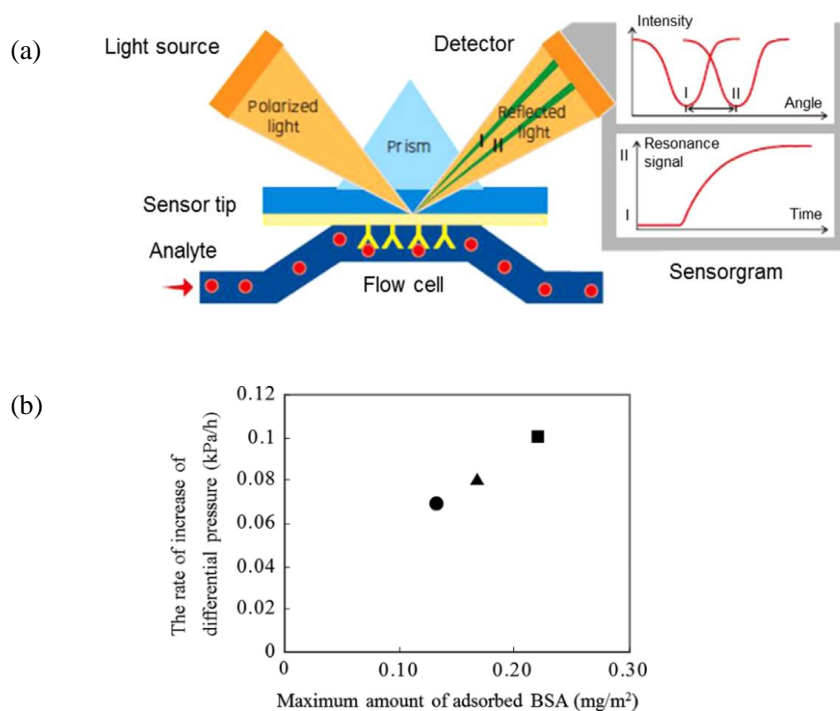 (a)
Light source
Detector
Polarized
light
Prism
Reflected
light
I
II
Sensor tip
Analyte
Flow cell
Intensity
I
II
Angle
II
Resonance
signal
I
Time
Sensorgram
(b)
The rate of increase of
differential pressure (kPa/h)
0.12
0.1
0.08
0.06
0.04
0.02
0
0
0.10
0.20
0.30
Maximum amount of adsorbed BSA (mg/m²)